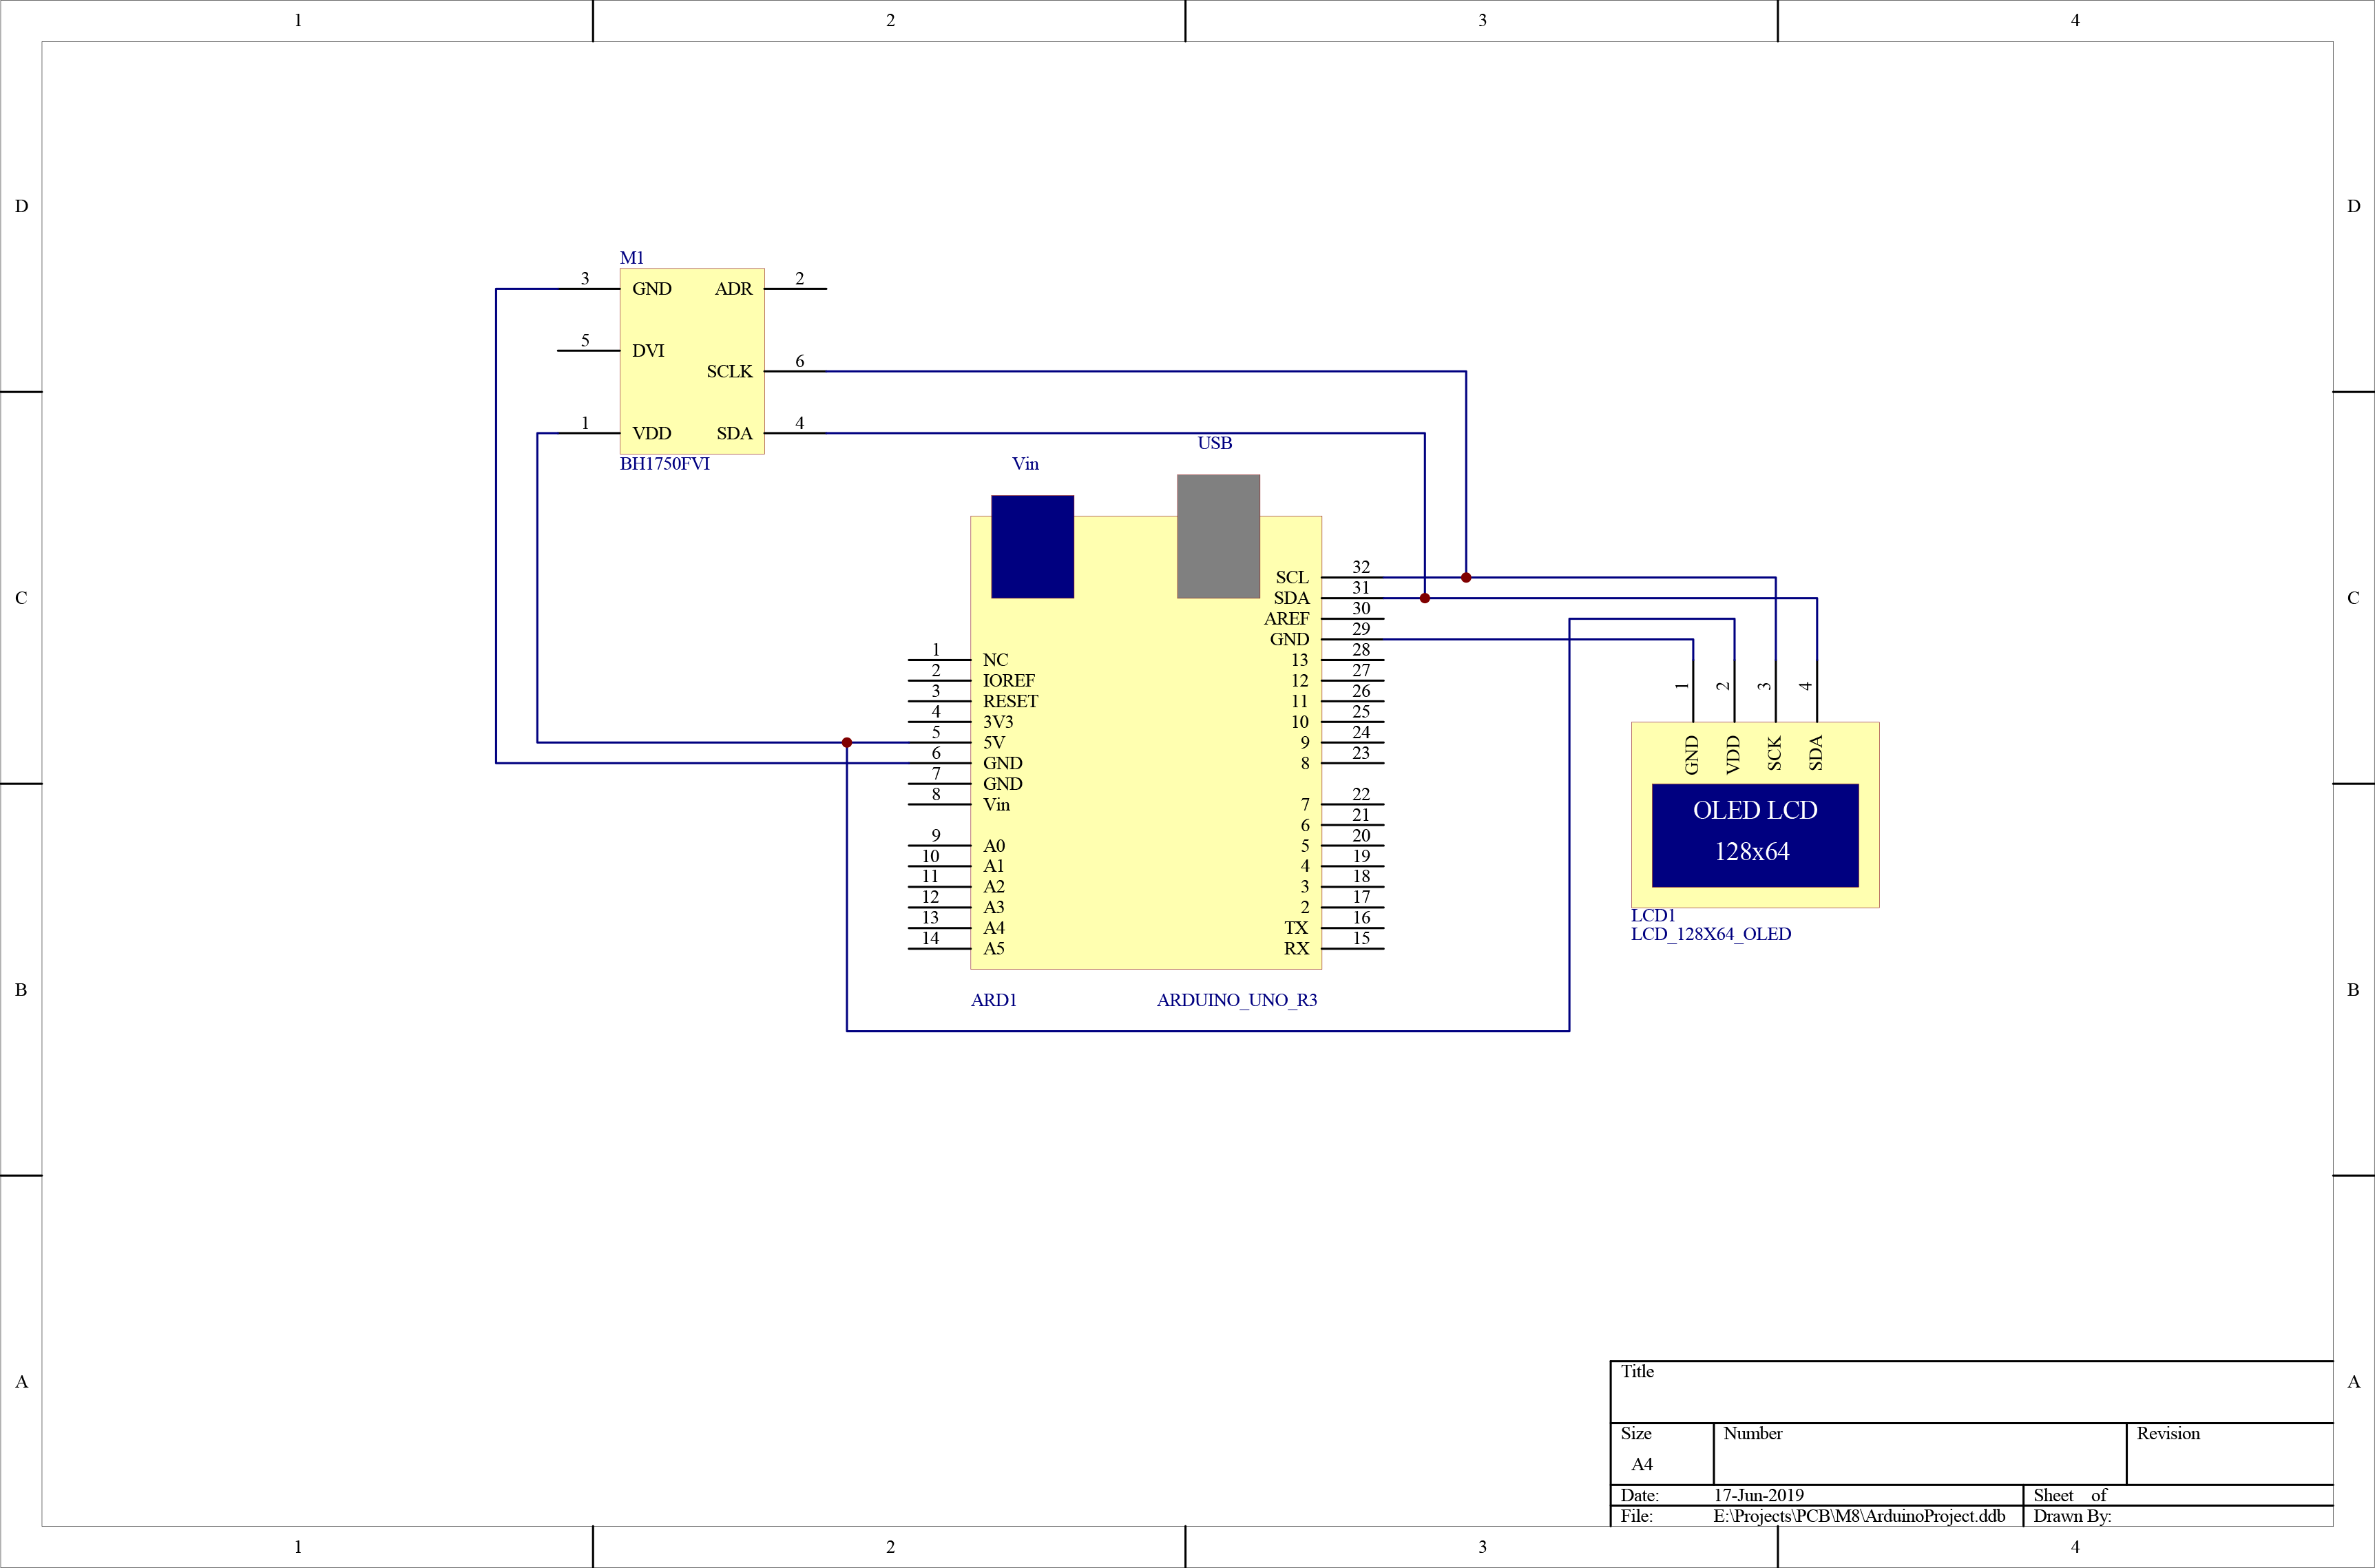 1 2 3 4
D D
M1
3 GND ADR 2
5 DVI
SCLK 6
1 VDD SDA 4
BH1750FVI
USB
Vin
C C
SCL 32
SDA 31
AREF 30
GND 29
1 NC 13 28
2 IOREF 12 27
3 RESET 11 26
4 3V3 10 25
5 5V 9 24
6 GND 8 23
7 GND
8 Vin 7 22
6 21
9 A0 5 20
10 A1 4 19
11 A2 3 18
12 A3 2 17
13 A4 TX 16
14 A5 RX 15
ARD1 ARDUINO_UNO_R3
1 2 3 4
GND VDD SCK SDA
OLED LCD
128x64
LCD1
LCD_128X64_OLED
B B
A A
Title
Size Number Revision
A4
Date: 17-Jun-2019 Sheet of
File: E:\Projects\PCB\M8\ArduinoProject.ddb Drawn By:
1 2 3 4